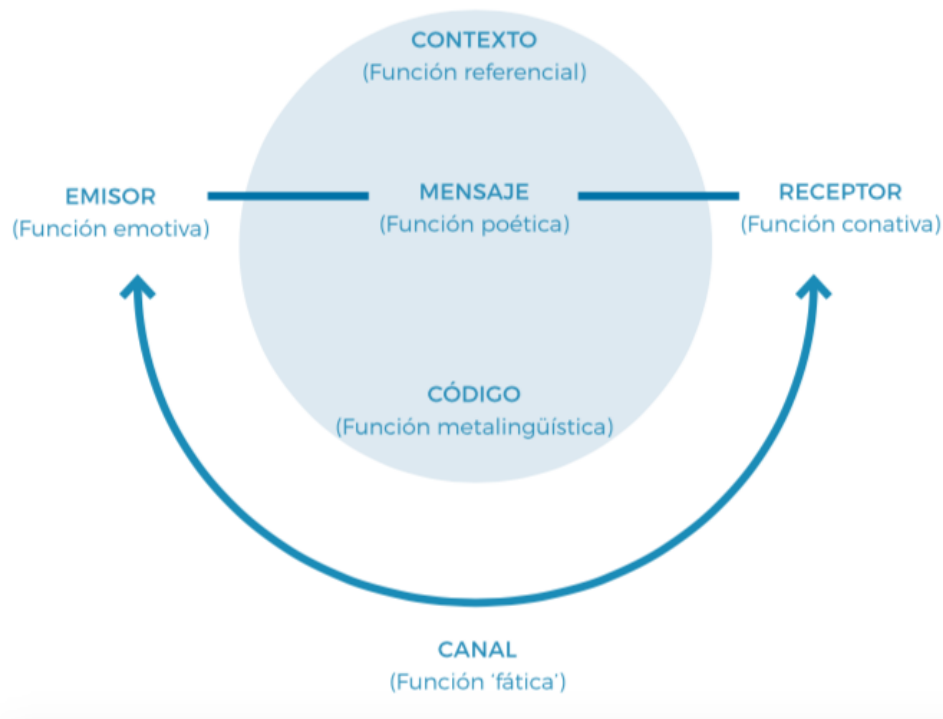 CONTEXTO
(Función referencial)
EMISOR
(Función emotiva)
MENSAJE
(Función poética)
RECEPTOR
(Función conativa)
CÓDIGO
(Función metalingüística)
CANAL
(Función ‘fática’)